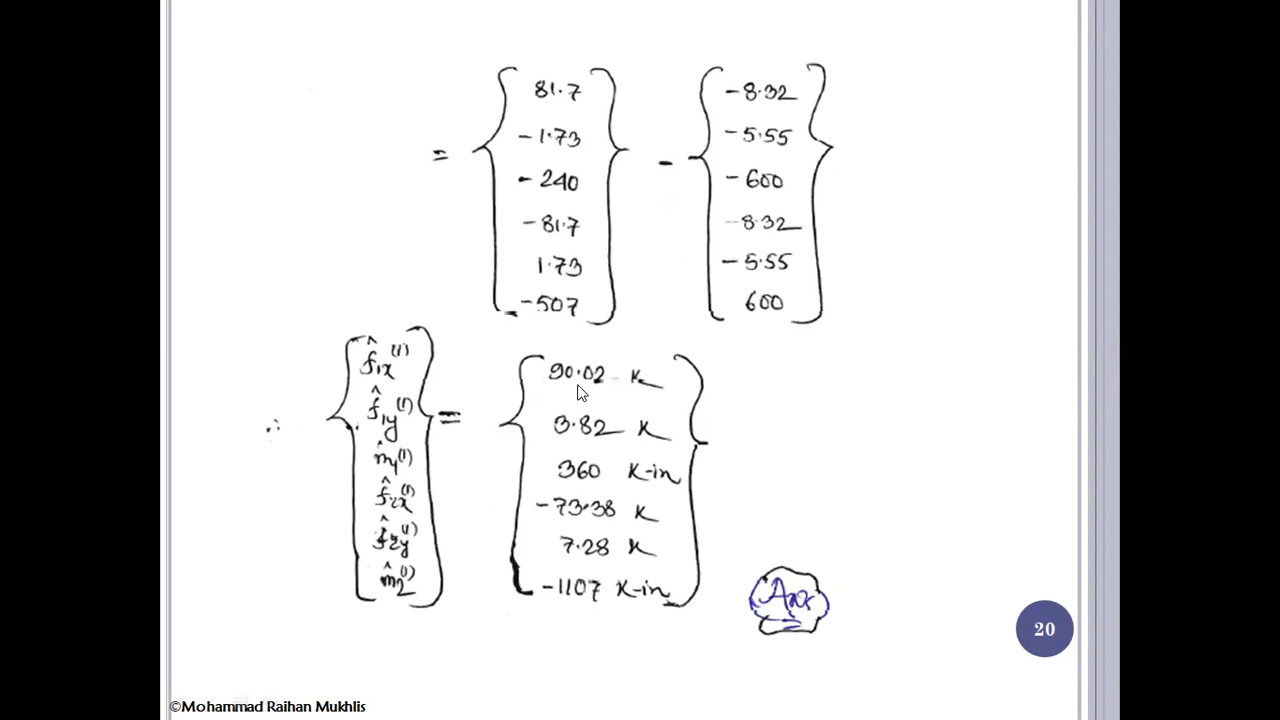 = { 81.7 } - { -8.32 }
-1.73 -5.55
-240 -600
-81.7 -8.32
1.73 -5.55
-507 600
∴ { f̂1x⁽¹⁾ } = { 90.02 K }
f̂1y⁽¹⁾ 3.82 K
m̂1⁽¹⁾ 360 K-in
f̂2x⁽¹⁾ -73.38 K
f̂2y⁽¹⁾ 7.28 K
m̂2⁽¹⁾ -1107 K-in
Ans
20
©Mohammad Raihan Mukhlis